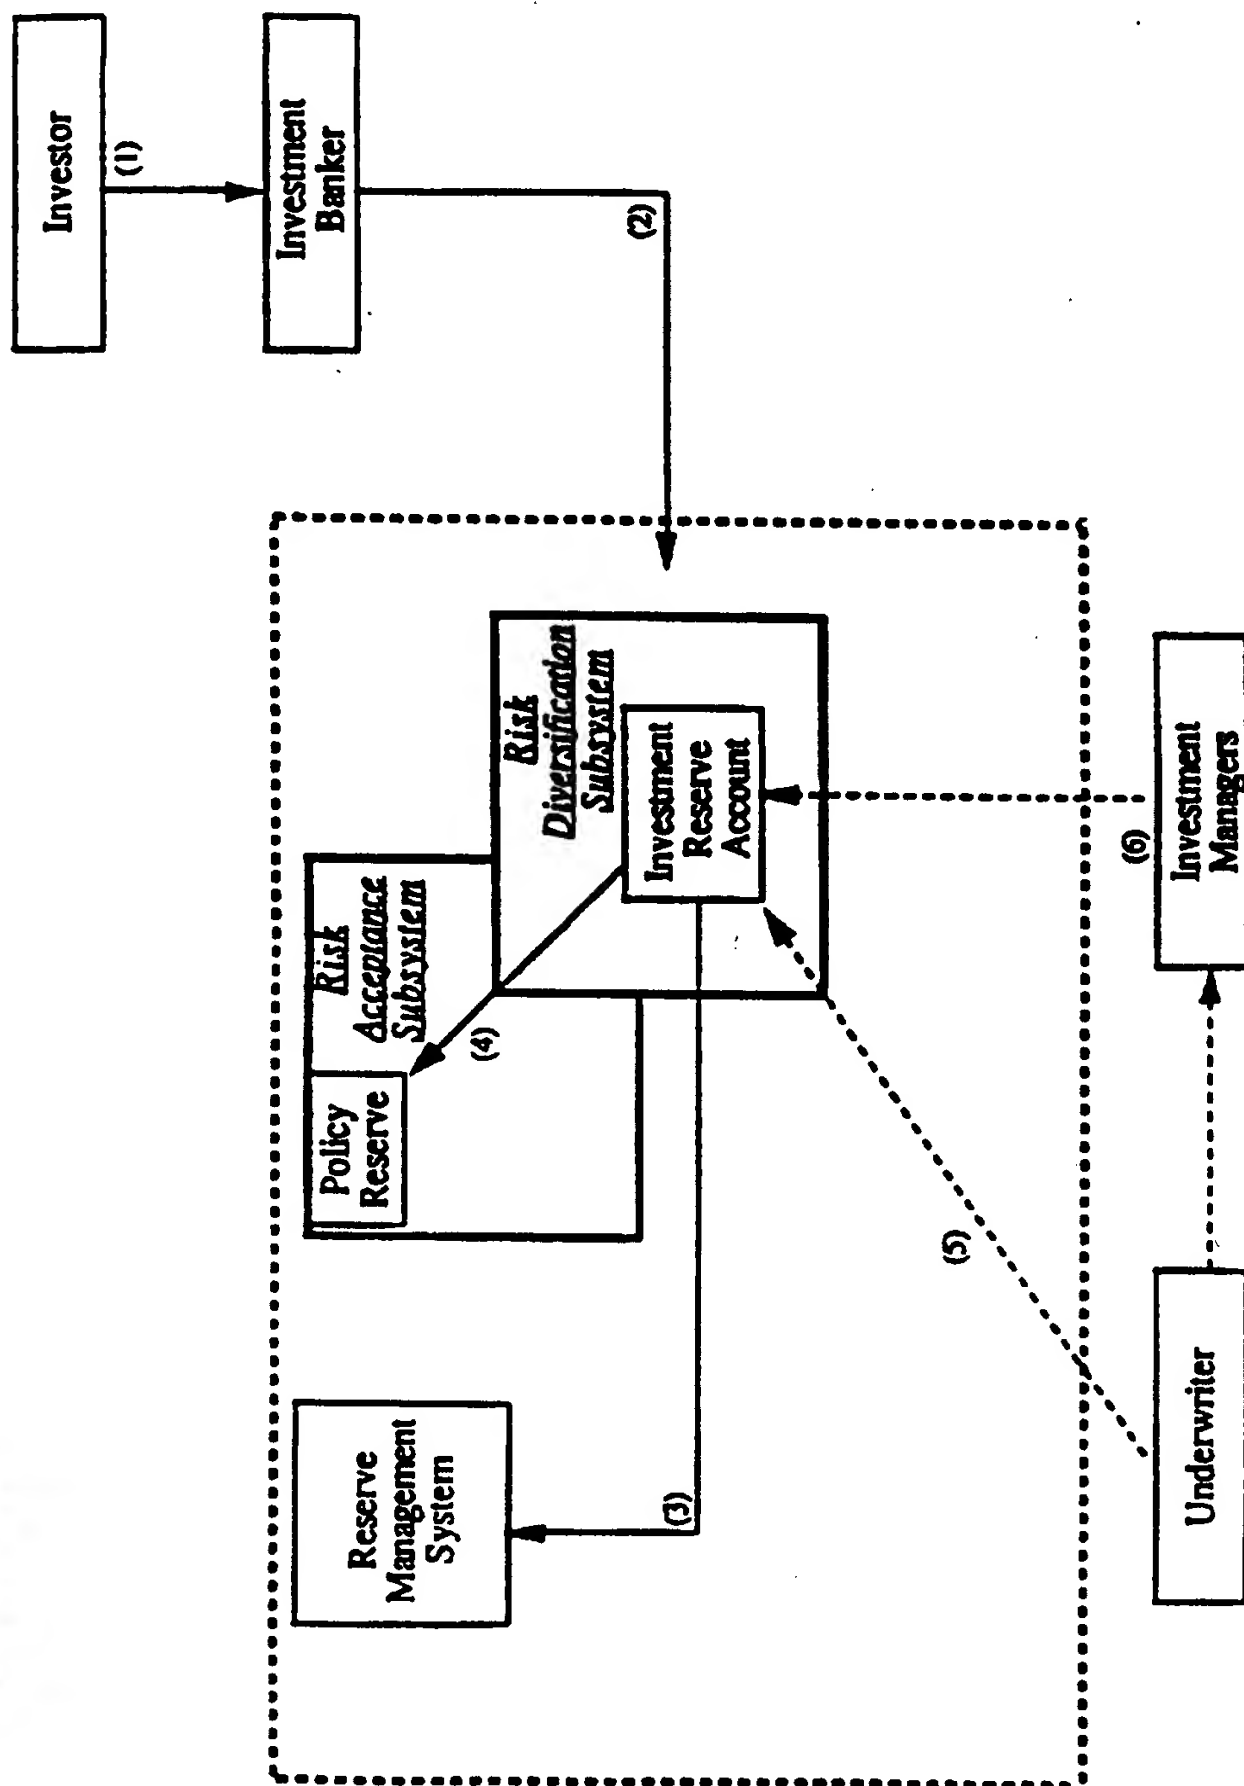 Investor
(1)
Investment
Banker
(2)
Risk
Diversification
Subsystem
Investment
Reserve
Account
Risk
Acceptance
Subsystem
Policy
Reserve
(4)
Reserve
Management
System
(3)
(5)
(6)
Investment
Managers
Underwriter